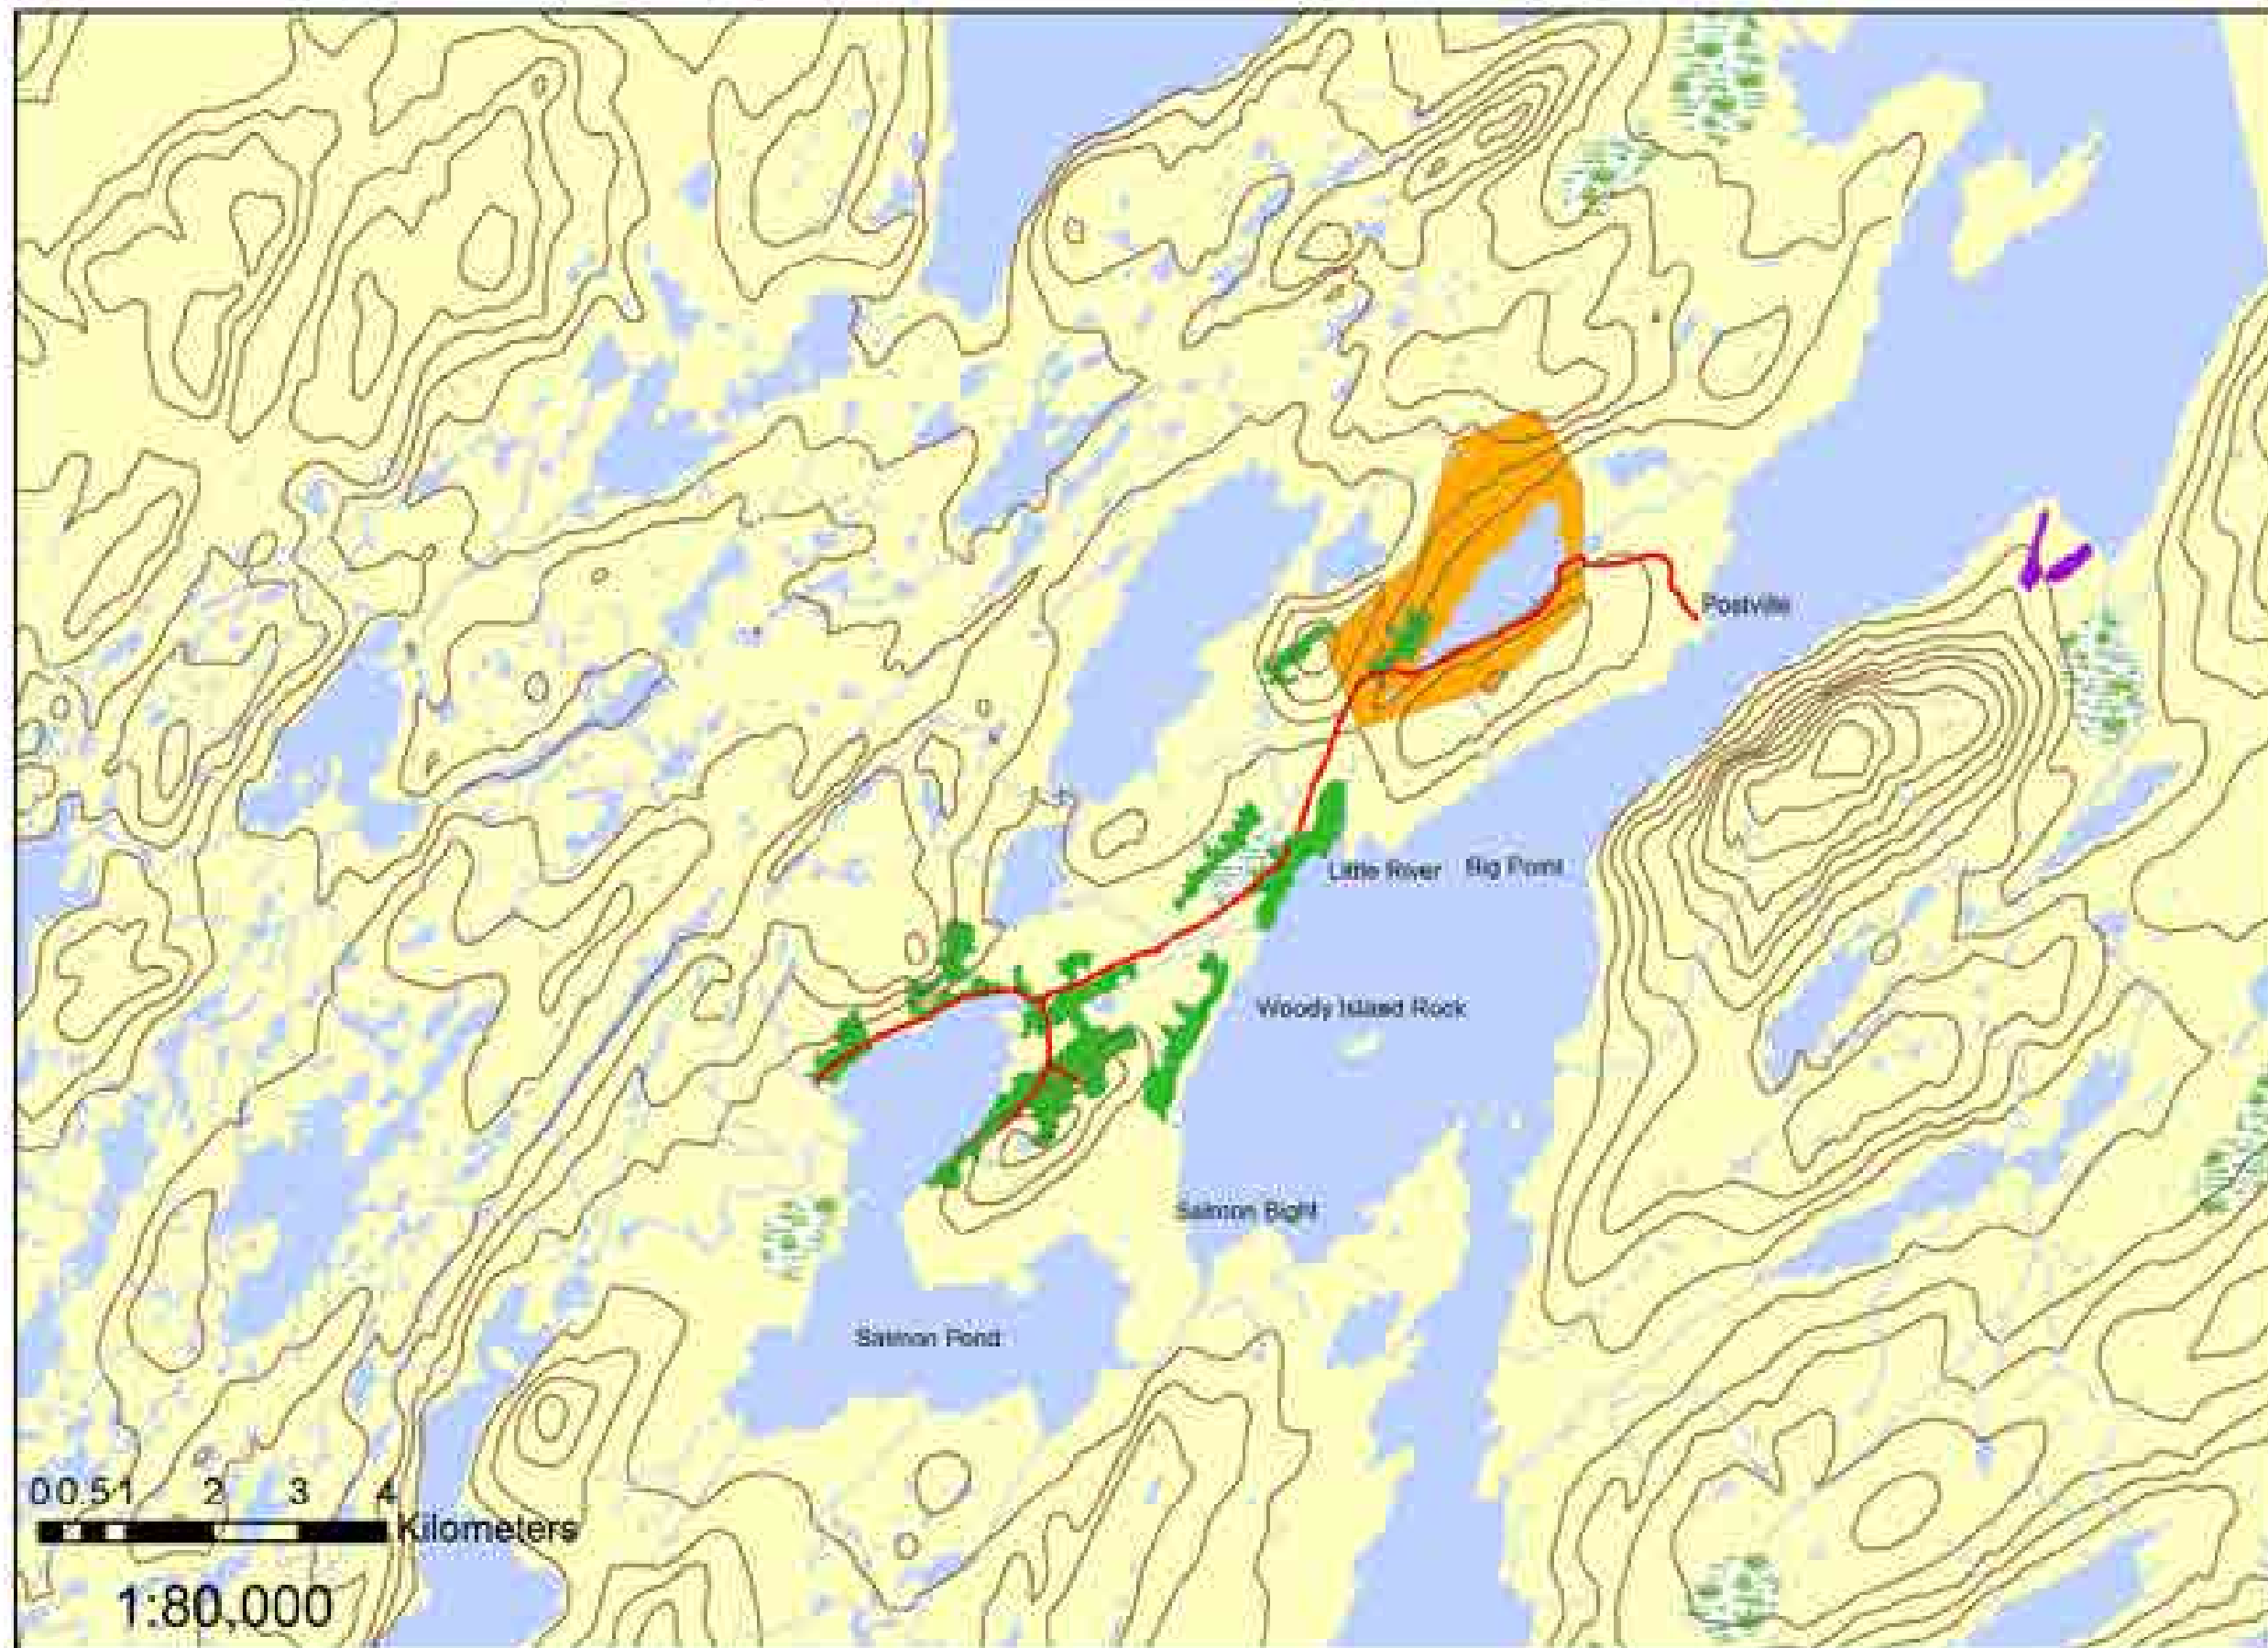 Postville
Little River
Big Point
Woody Island Rock
Salmon Bight
Salmon Pond
0 0.5 1 2 3 4
Kilometers
1:80,000